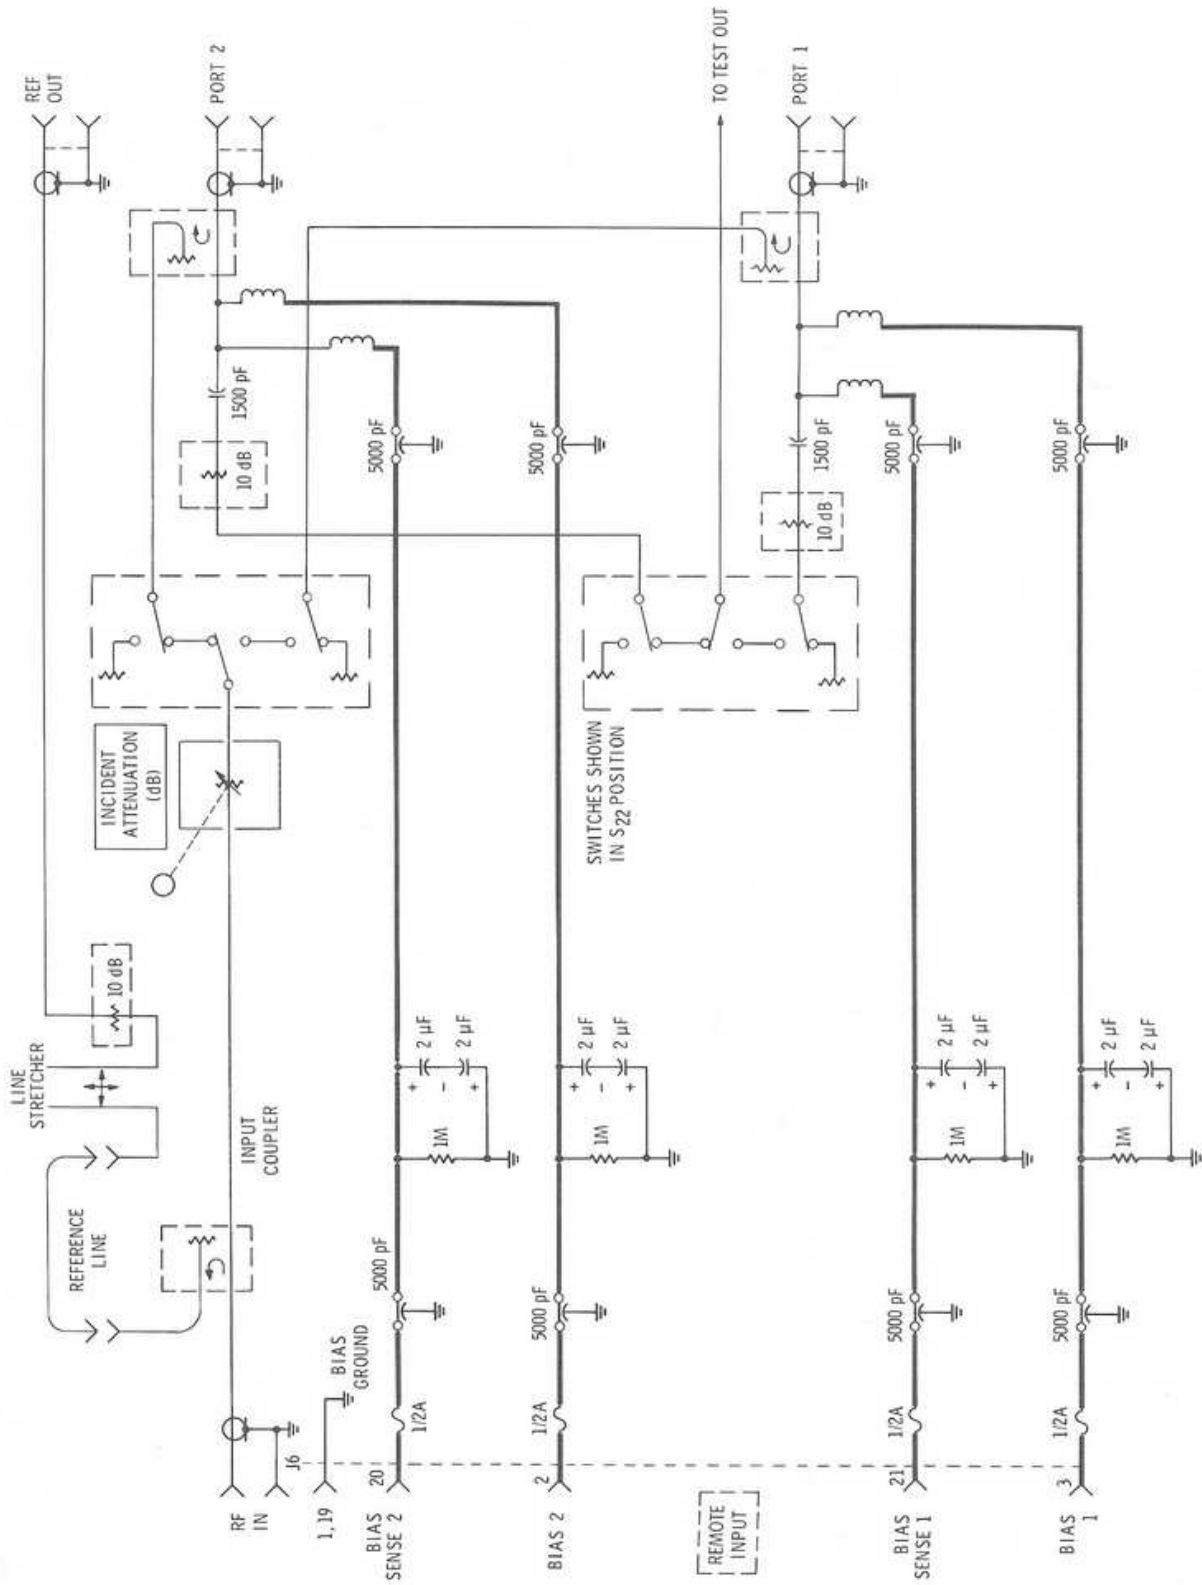 REF
OUT
PORT 2
TO TEST OUT
PORT 1
1500 pF
10 dB
5000 pF
5000 pF
1500 pF
10 dB
5000 pF
5000 pF
INCIDENT
ATTENUATION
(dB)
SWITCHES SHOWN
IN S22 POSITION
LINE
STRETCHER
10 dB
REFERENCE
LINE
INPUT
COUPLER
2 µF
2 µF
+
–
+
1M
2 µF
2 µF
+
–
+
1M
2 µF
2 µF
+
–
+
1M
2 µF
2 µF
+
–
+
1M
5000 pF
5000 pF
5000 pF
5000 pF
BIAS
GROUND
1/2A
1/2A
1/2A
1/2A
J6
RF
IN
1,19
20
BIAS
SENSE 2
2
BIAS 2
REMOTE
INPUT
21
BIAS
SENSE 1
3
BIAS 1